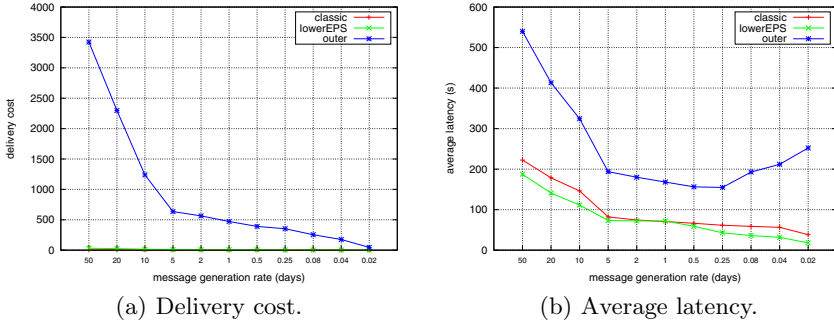 4000
3500
3000
2500
2000
1500
1000
500
0
delivery cost
classic
lowerEPS
outer
50 20 10 5 2 1 0.5 0.25 0.08 0.04 0.02
message generation rate (days)
(a) Delivery cost.
600
500
400
300
200
100
0
average latency (s)
classic
lowerEPS
outer
50 20 10 5 2 1 0.5 0.25 0.08 0.04 0.02
message generation rate (days)
(b) Average latency.